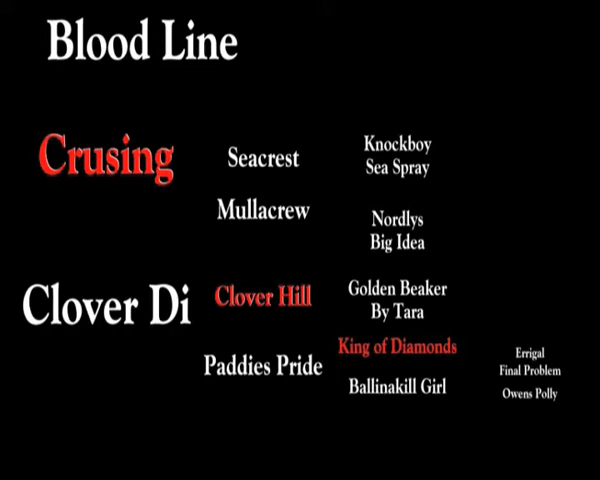 Blood Line
Crusing
Seacrest
Mullacrew
Knockboy
Sea Spray
Nordlys
Big Idea
Clover Di
Clover Hill
Paddies Pride
Golden Beaker
By Tara
King of Diamonds
Ballinakill Girl
Errigal
Final Problem
Owens Polly